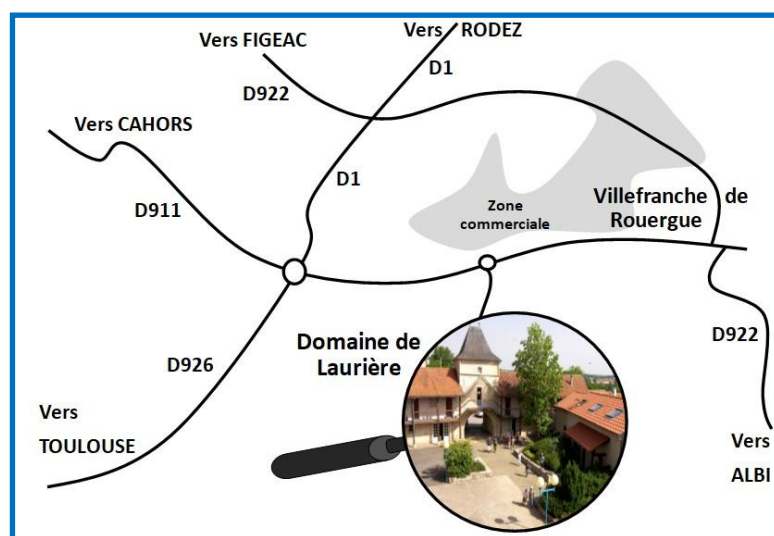 Vers FIGEAC
Vers RODEZ
D1
D922
Vers CAHORS
D1
D911
Zone
commerciale
Villefranche de
Rouergue
Domaine de
Laurière
D926
D922
Vers
TOULOUSE
Vers
ALBI